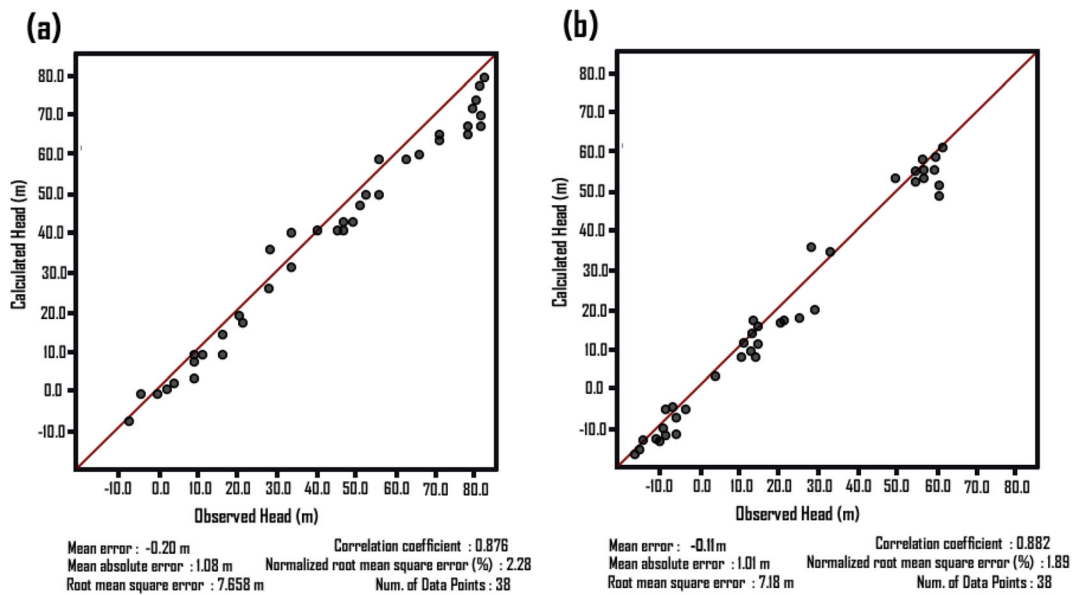 (a)
80.0
70.0
60.0
50.0
40.0
30.0
20.0
10.0
0.0
-10.0
Calculated Head (m)
-10.0 0.0 10.0 20.0 30.0 40.0 50.0 60.0 70.0 80.0
Observed Head (m)
Mean error : -0.20 m
Mean absolute error : 1.08 m
Root mean square error : 7.658 m
Correlation coefficient : 0.876
Normalized root mean square error (%) : 2.28
Num. of Data Points : 38
(b)
80.0
70.0
60.0
50.0
40.0
30.0
20.0
10.0
0.0
-10.0
Calculated Head (m)
-10.0 0.0 10.0 20.0 30.0 40.0 50.0 60.0 70.0 80.0
Observed Head (m)
Mean error : -0.11 m
Mean absolute error : 1.01 m
Root mean square error : 7.18 m
Correlation coefficient : 0.882
Normalized root mean square error (%) : 1.89
Num. of Data Points : 38